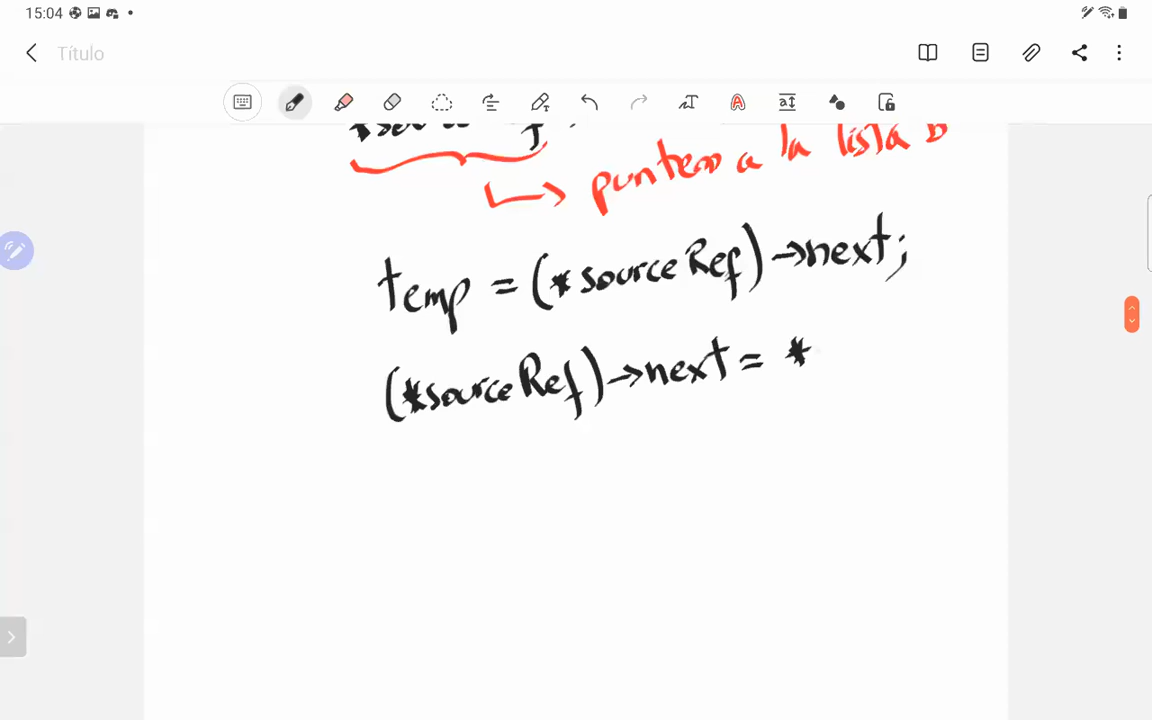 15:04
Título
puntero a la lista B
temp = (*sourceRef)->next;
(*sourceRef)->next = *